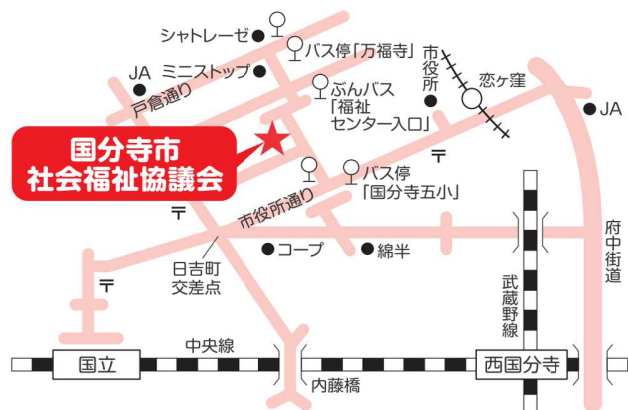 シャトレーゼ
バス停「万福寺」
JA
ミニストップ
戸倉通り
ぶんバス
「福祉
センター入口」
市役所
恋ヶ窪
JA
国分寺市
社会福祉協議会
〒
〒
市役所通り
バス停
「国分寺五小」
日吉町
交差点
コープ
綿半
〒
府中街道
武蔵野線
中央線
国立
内藤橋
西国分寺